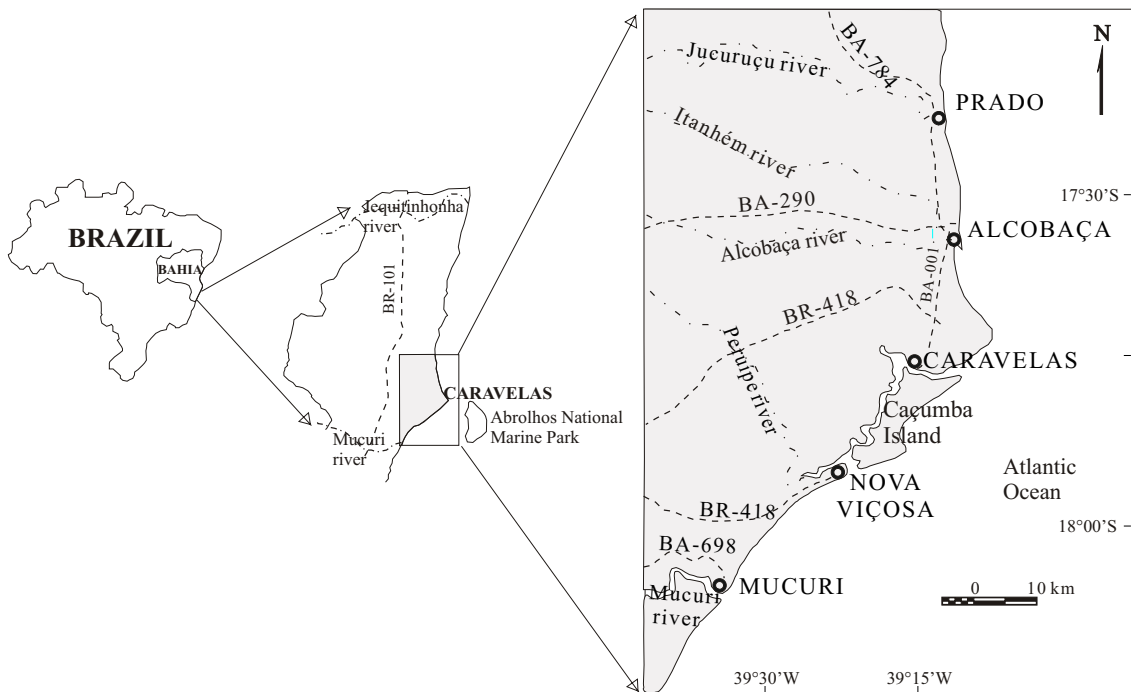 BRAZIL
BAHIA
Jequitinhonha
river
BR-101
CARAVELAS
Abrolhos National
Marine Park
Mucuri
river
N
BA-784
Jucuruçu river
PRADO
Itanhém river
17°30'S
BA-290
ALCOBAÇA
Alcobaça river
BA-001
BR-418
Peruípe river
CARAVELAS
Caçumba
Island
Atlantic
Ocean
NOVA
VIÇOSA
BR-418
18°00'S
BA-698
MUCURI
Mucuri
river
0 10 km
39°30'W 39°15'W